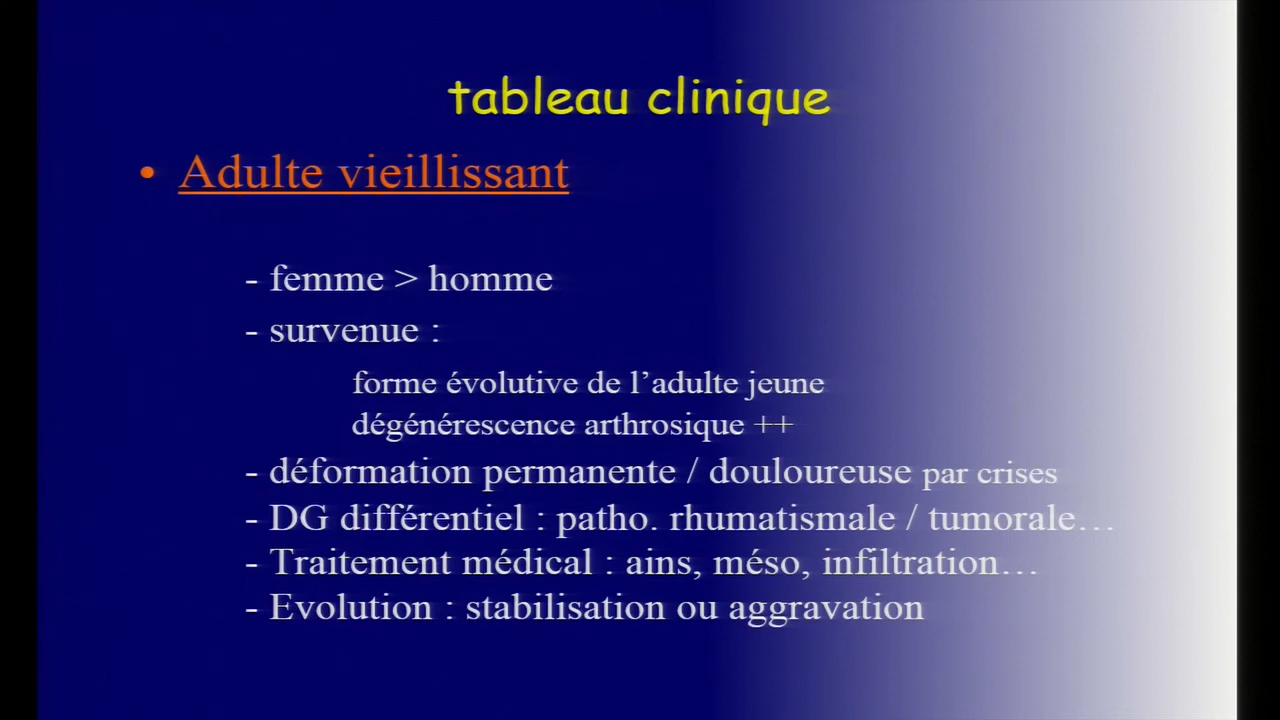 tableau clinique
• Adulte vieillissant
- femme > homme
- survenue :
forme évolutive de l’adulte jeune
dégénérescence arthrosique ++
- déformation permanente / douloureuse par crises
- DG différentiel : patho. rhumatismale / tumorale…
- Traitement médical : ains, méso, infiltration…
- Evolution : stabilisation ou aggravation